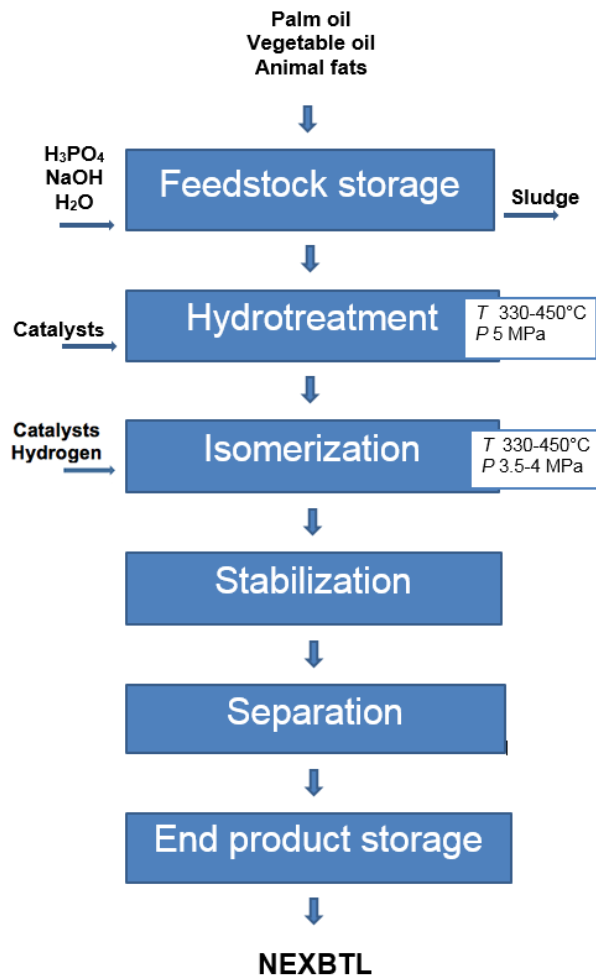 Palm oil
Vegetable oil
Animal fats
H₃PO₄
NaOH
H₂O
Feedstock storage
Sludge
Catalysts
Hydrotreatment
T 330-450°C
P 5 MPa
Catalysts
Hydrogen
Isomerization
T 330-450°C
P 3.5-4 MPa
Stabilization
Separation
End product storage
NEXBTL